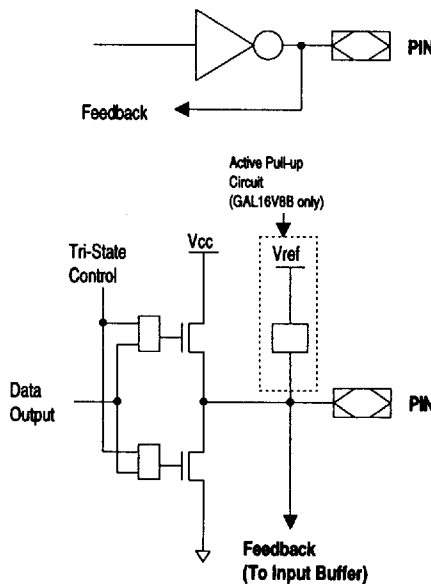 PIN
Feedback
Active Pull-up
Circuit
(GAL16V8B only)
Tri-State
Control
Vcc
Vref
Data
Output
PIN
Feedback
(To Input Buffer)